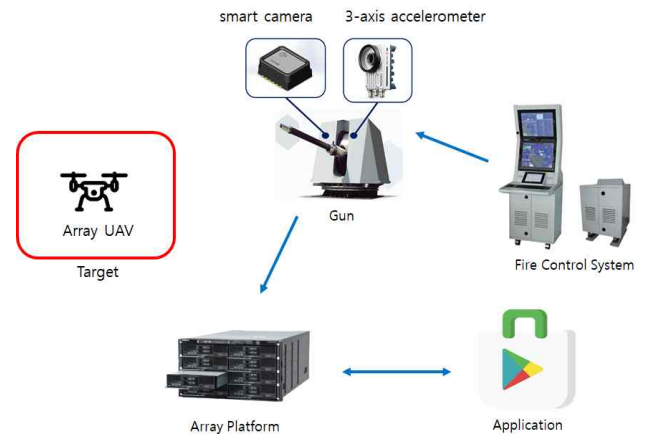 smart camera
3-axis accelerometer
Array UAV
Target
Gun
Fire Control System
Array Platform
Application